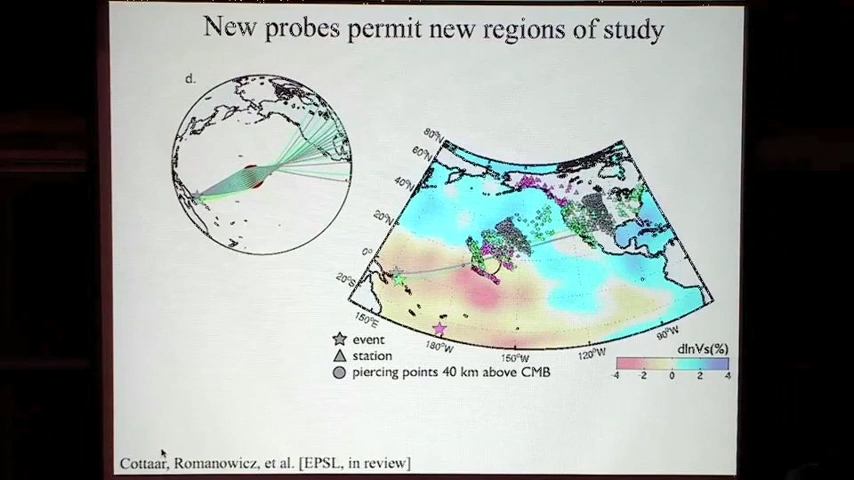 New probes permit new regions of study
d.
80°N
60°N
40°N
20°N
0°
20°S
150°E
180°W
150°W
120°W
90°W
event
station
piercing points 40 km above CMB
dlnVs(%)
-4 -2 0 2 4
Cottaar, Romanowicz, et al. [EPSL, in review]